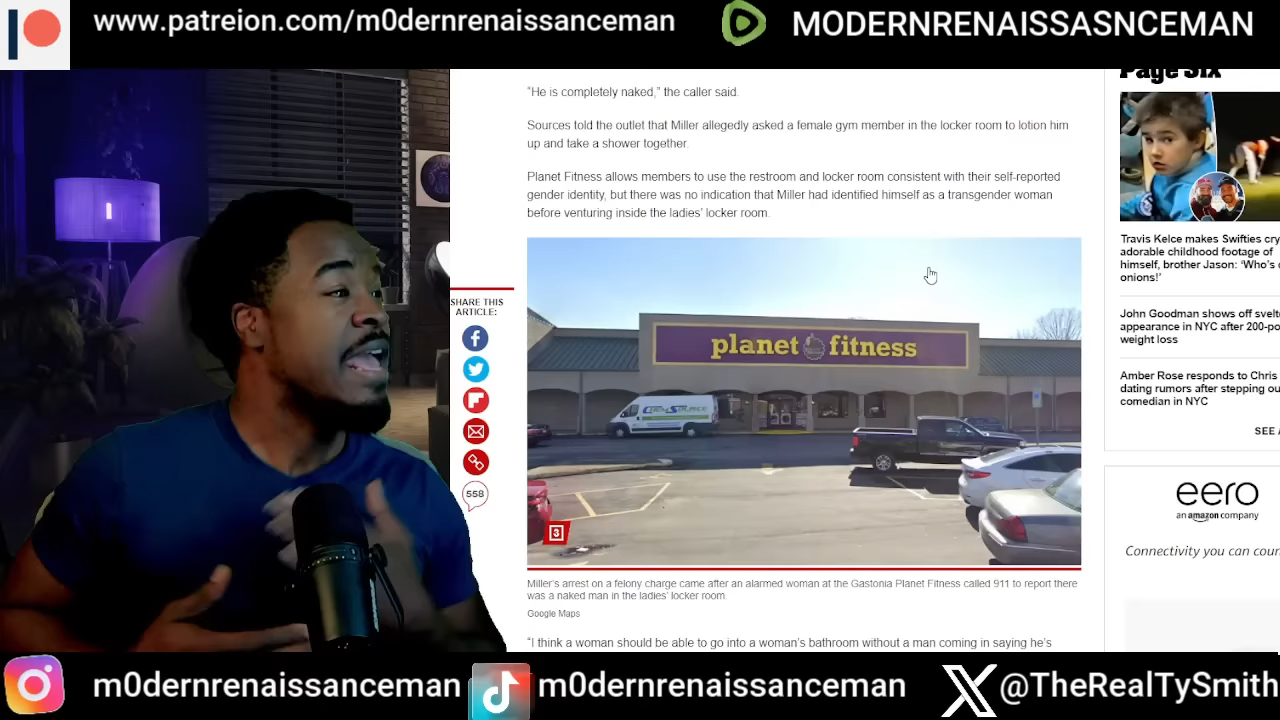 www.patreion.com/m0dernrenaissanceman
MODERNRENAISSASNCEMAN
Page Six
"He is completely naked," the caller said.
Sources told the outlet that Miller allegedly asked a female gym member in the locker room to lotion him
up and take a shower together.
Planet Fitness allows members to use the restroom and locker room consistent with their self-reported
gender identity, but there was no indication that Miller had identified himself as a transgender woman
before venturing inside the ladies' locker room.
SHARE THIS
ARTICLE:
558
planet fitness
3
Miller's arrest on a felony charge came after an alarmed woman at the Gastonia Planet Fitness called 911 to report there
was a naked man in the ladies' locker room.
Google Maps
"I think a woman should be able to go into a woman's bathroom without a man coming in saying he's
Travis Kelce makes Swifties cry
adorable childhood footage of
himself, brother Jason: 'Who's
onions!'
John Goodman shows off svel
appearance in NYC after 200-po
weight loss
Amber Rose responds to Chris
dating rumors after stepping ou
comedian in NYC
SEE
eero
an amazon company
Connectivity you can coun
m0dernrenaissanceman
m0dernrenaissanceman
@TheRealTySmith